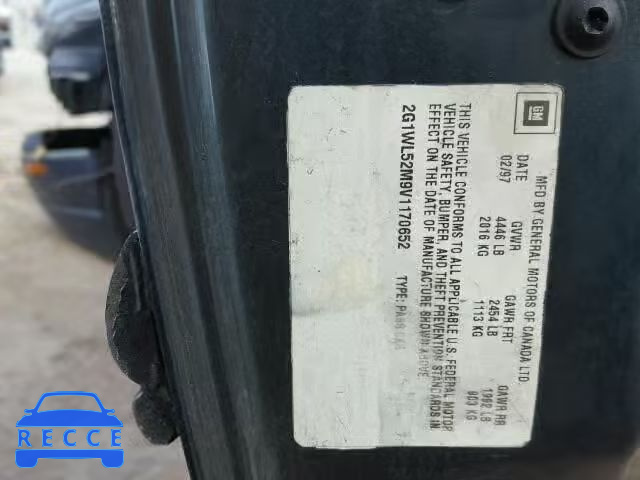 GM
MFD BY GENERAL MOTORS OF CANADA LTD
DATE GVWR GAWR FRT GAWR RR
02/97 4446 LB 2454 LB 1992 LB
2016 KG 1113 KG 903 KG
THIS VEHICLE CONFORMS TO ALL APPLICABLE U.S. FEDERAL MOTOR
VEHICLE SAFETY, BUMPER, AND THEFT PREVENTION STANDARDS IN
EFFECT ON THE DATE OF MANUFACTURE SHOWN ABOVE
2G1WL52M9V1170652 TYPE:
RECCE